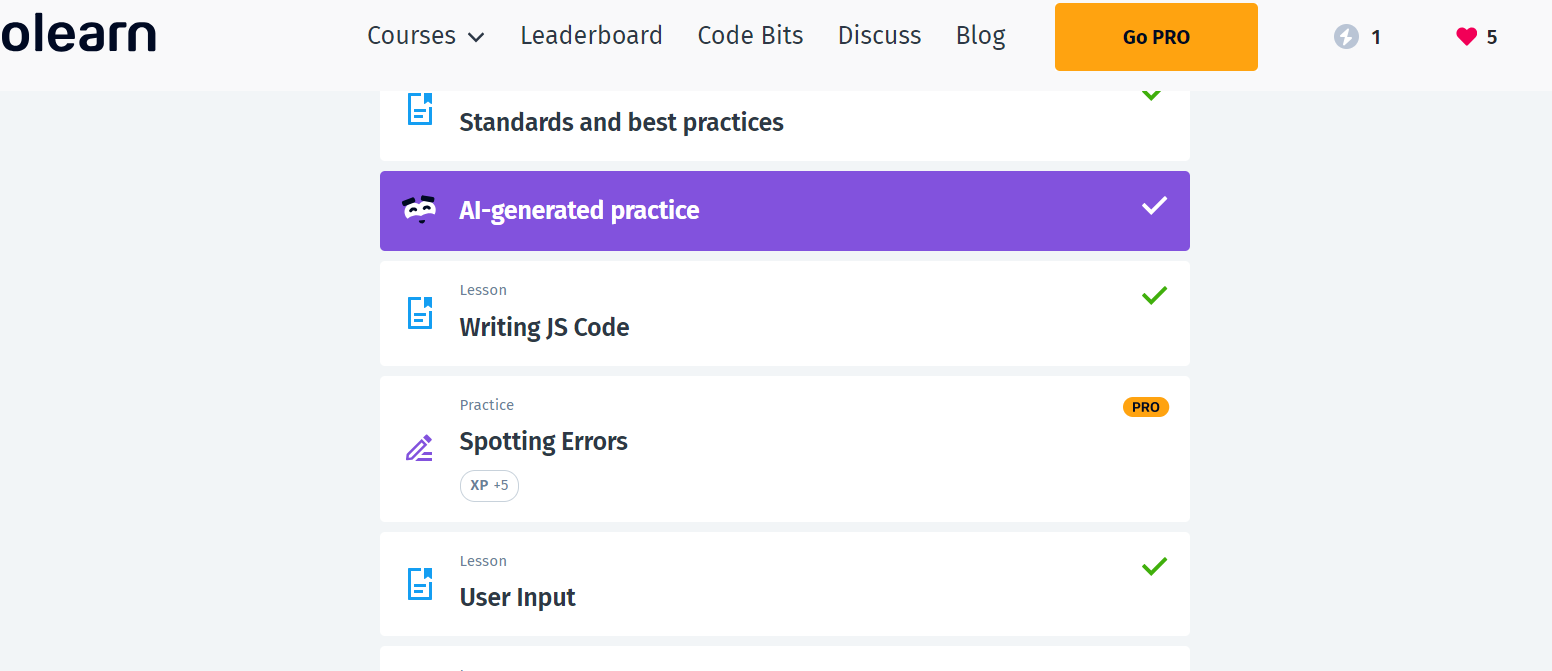 olearn
Courses Leaderboard Code Bits Discuss Blog Go PRO 1 5
Standards and best practices
AI-generated practice
Lesson
Writing JS Code
Practice
PRO
Spotting Errors
XP +5
Lesson
User Input